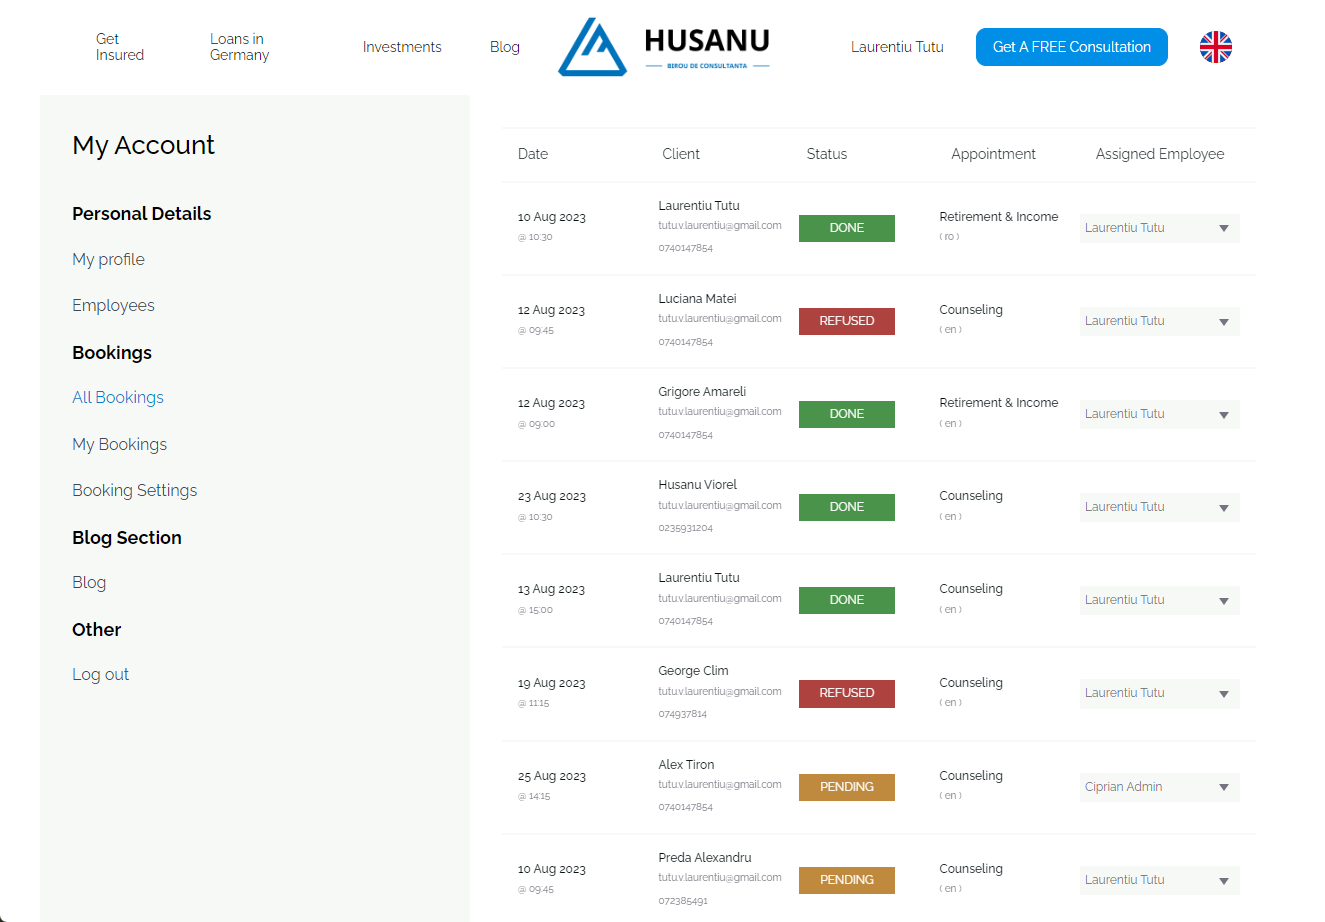 Get
Insured
Loans in
Germany
Investments
Blog
HUSANU
BIROU DE CONSULTANTA
Laurentiu Tutu
Get A FREE Consultation
My Account
Personal Details
My profile
Employees
Bookings
All Bookings
My Bookings
Booking Settings
Blog Section
Blog
Other
Log out
Date Client Status Appointment Assigned Employee
10 Aug 2023
@ 10:30
Laurentiu Tutu
tutu.v.laurentiu@gmail.com
0740147854
DONE
Retirement & Income
( ro )
Laurentiu Tutu
12 Aug 2023
@ 09:45
Luciana Matei
tutu.v.laurentiu@gmail.com
0740147854
REFUSED
Counseling
( en )
Laurentiu Tutu
12 Aug 2023
@ 09:00
Grigore Amareli
tutu.v.laurentiu@gmail.com
0740147854
DONE
Retirement & Income
( en )
Laurentiu Tutu
23 Aug 2023
@ 10:30
Husanu Viorel
tutu.v.laurentiu@gmail.com
0235931204
DONE
Counseling
( en )
Laurentiu Tutu
13 Aug 2023
@ 15:00
Laurentiu Tutu
tutu.v.laurentiu@gmail.com
0740147854
DONE
Counseling
( en )
Laurentiu Tutu
19 Aug 2023
@ 11:15
George Clim
tutu.v.laurentiu@gmail.com
074937814
REFUSED
Counseling
( en )
Laurentiu Tutu
25 Aug 2023
@ 14:15
Alex Tiron
tutu.v.laurentiu@gmail.com
0740147854
PENDING
Counseling
( en )
Ciprian Admin
10 Aug 2023
@ 09:45
Preda Alexandru
tutu.v.laurentiu@gmail.com
072385491
PENDING
Counseling
( en )
Laurentiu Tutu